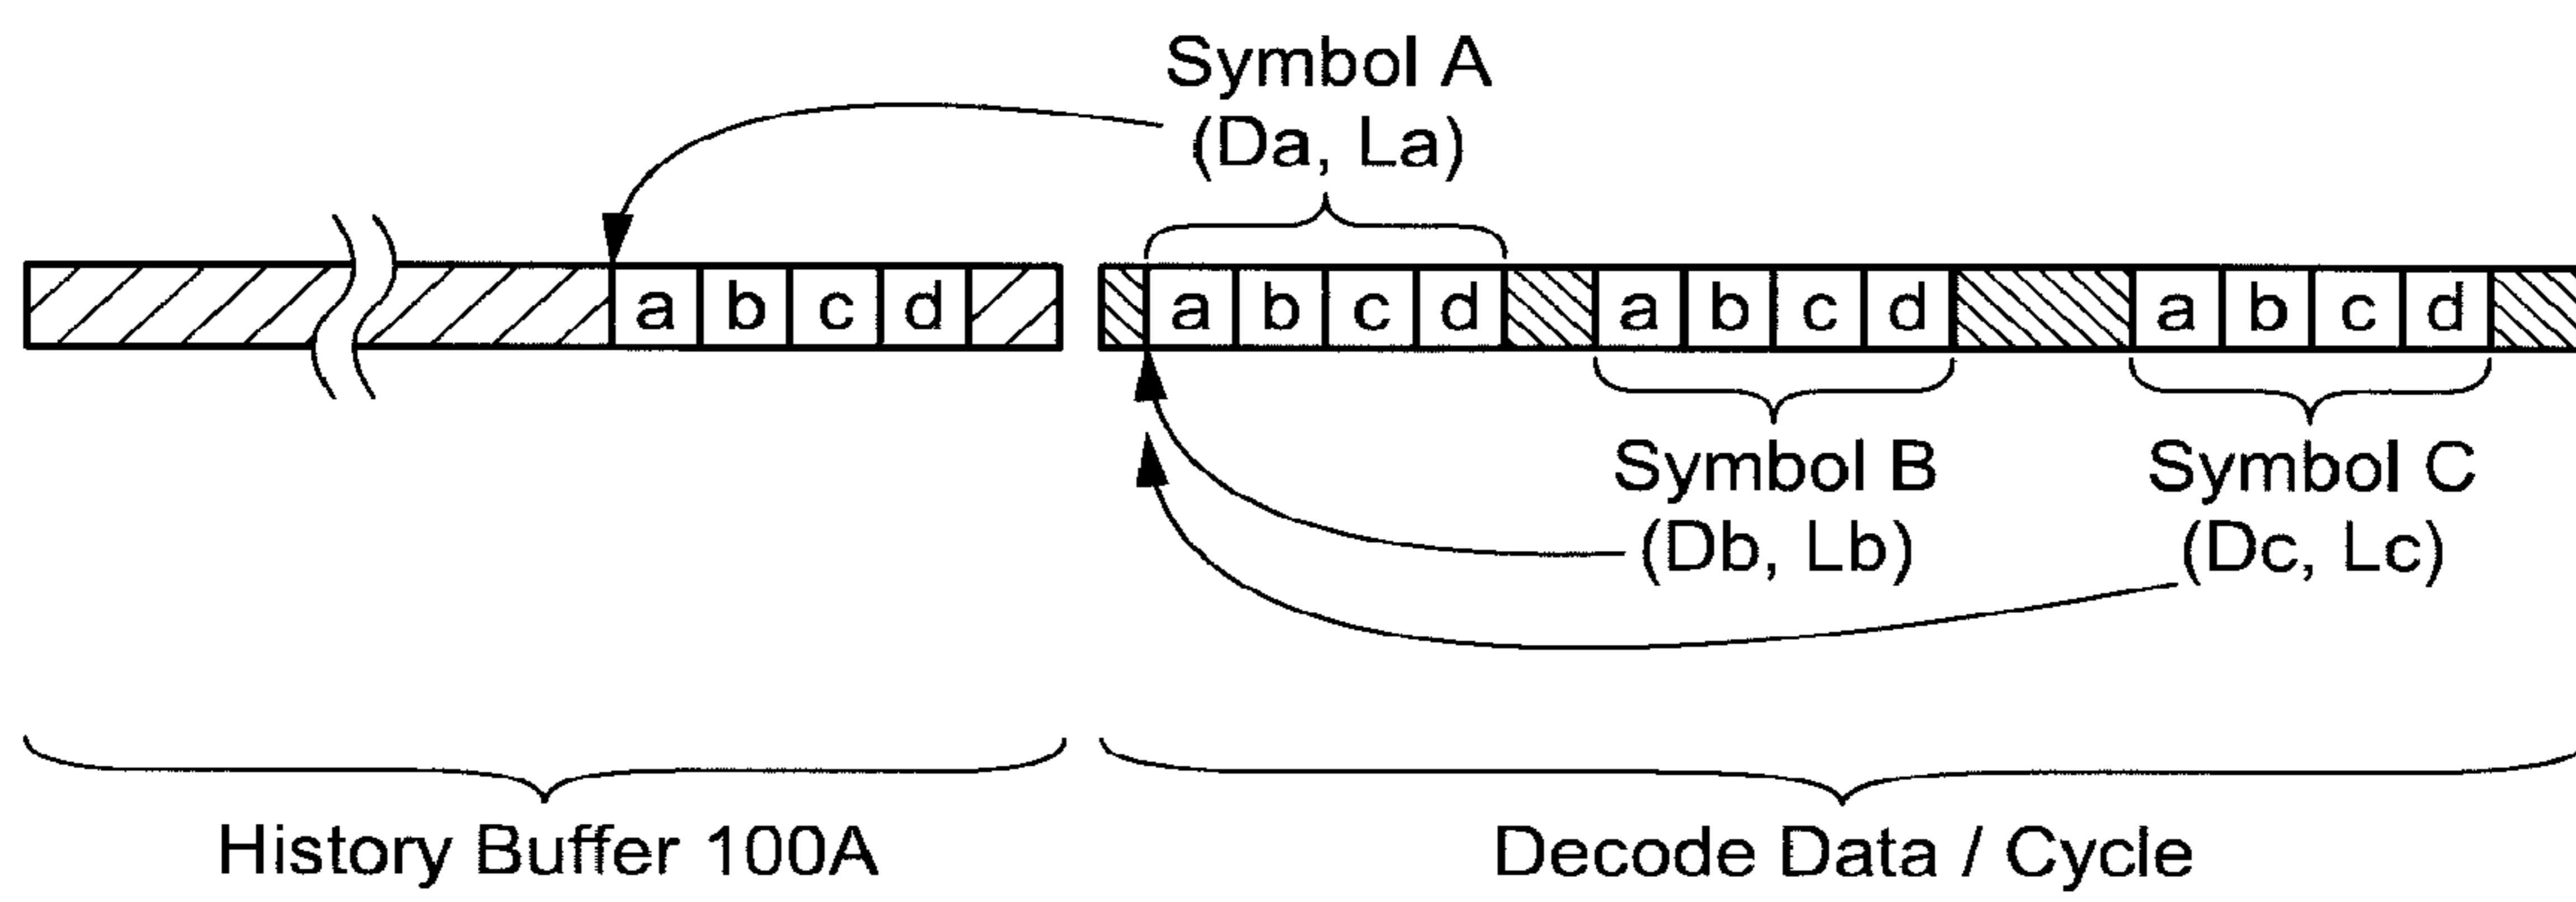 Symbol A
(Da, La)
a b c d a b c d a b c d a b c d
Symbol B
(Db, Lb)
Symbol C
(Dc, Lc)
History Buffer 100A
Decode Data / Cycle